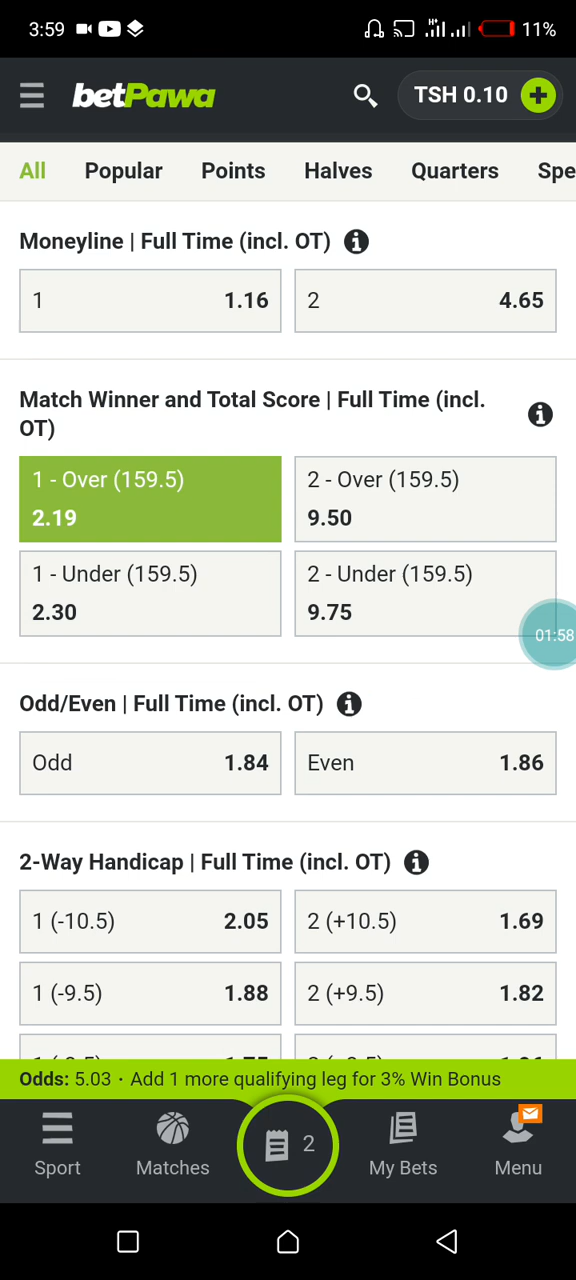 3:59 11%
betPawa TSH 0.10 +
All Popular Points Halves Quarters Spe
Moneyline | Full Time (incl. OT)
1 1.16 2 4.65
Match Winner and Total Score | Full Time (incl.
OT)
1 - Over (159.5) 2 - Over (159.5)
2.19 9.50
1 - Under (159.5) 2 - Under (159.5)
2.30 9.75
01:58
Odd/Even | Full Time (incl. OT)
Odd 1.84 Even 1.86
2-Way Handicap | Full Time (incl. OT)
1 (-10.5) 2.05 2 (+10.5) 1.69
1 (-9.5) 1.88 2 (+9.5) 1.82
Odds: 5.03 · Add 1 more qualifying leg for 3% Win Bonus
2
Sport Matches My Bets Menu